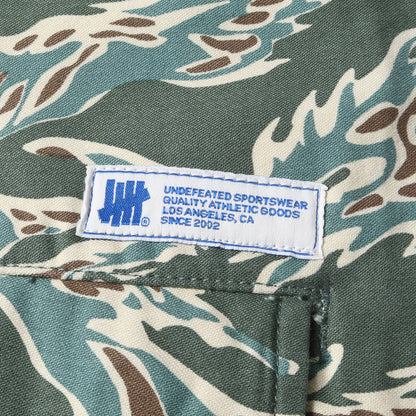 ®
UNDEFEATED SPORTSWEAR
QUALITY ATHLETIC GOODS
LOS ANGELES, CA
SINCE 2002